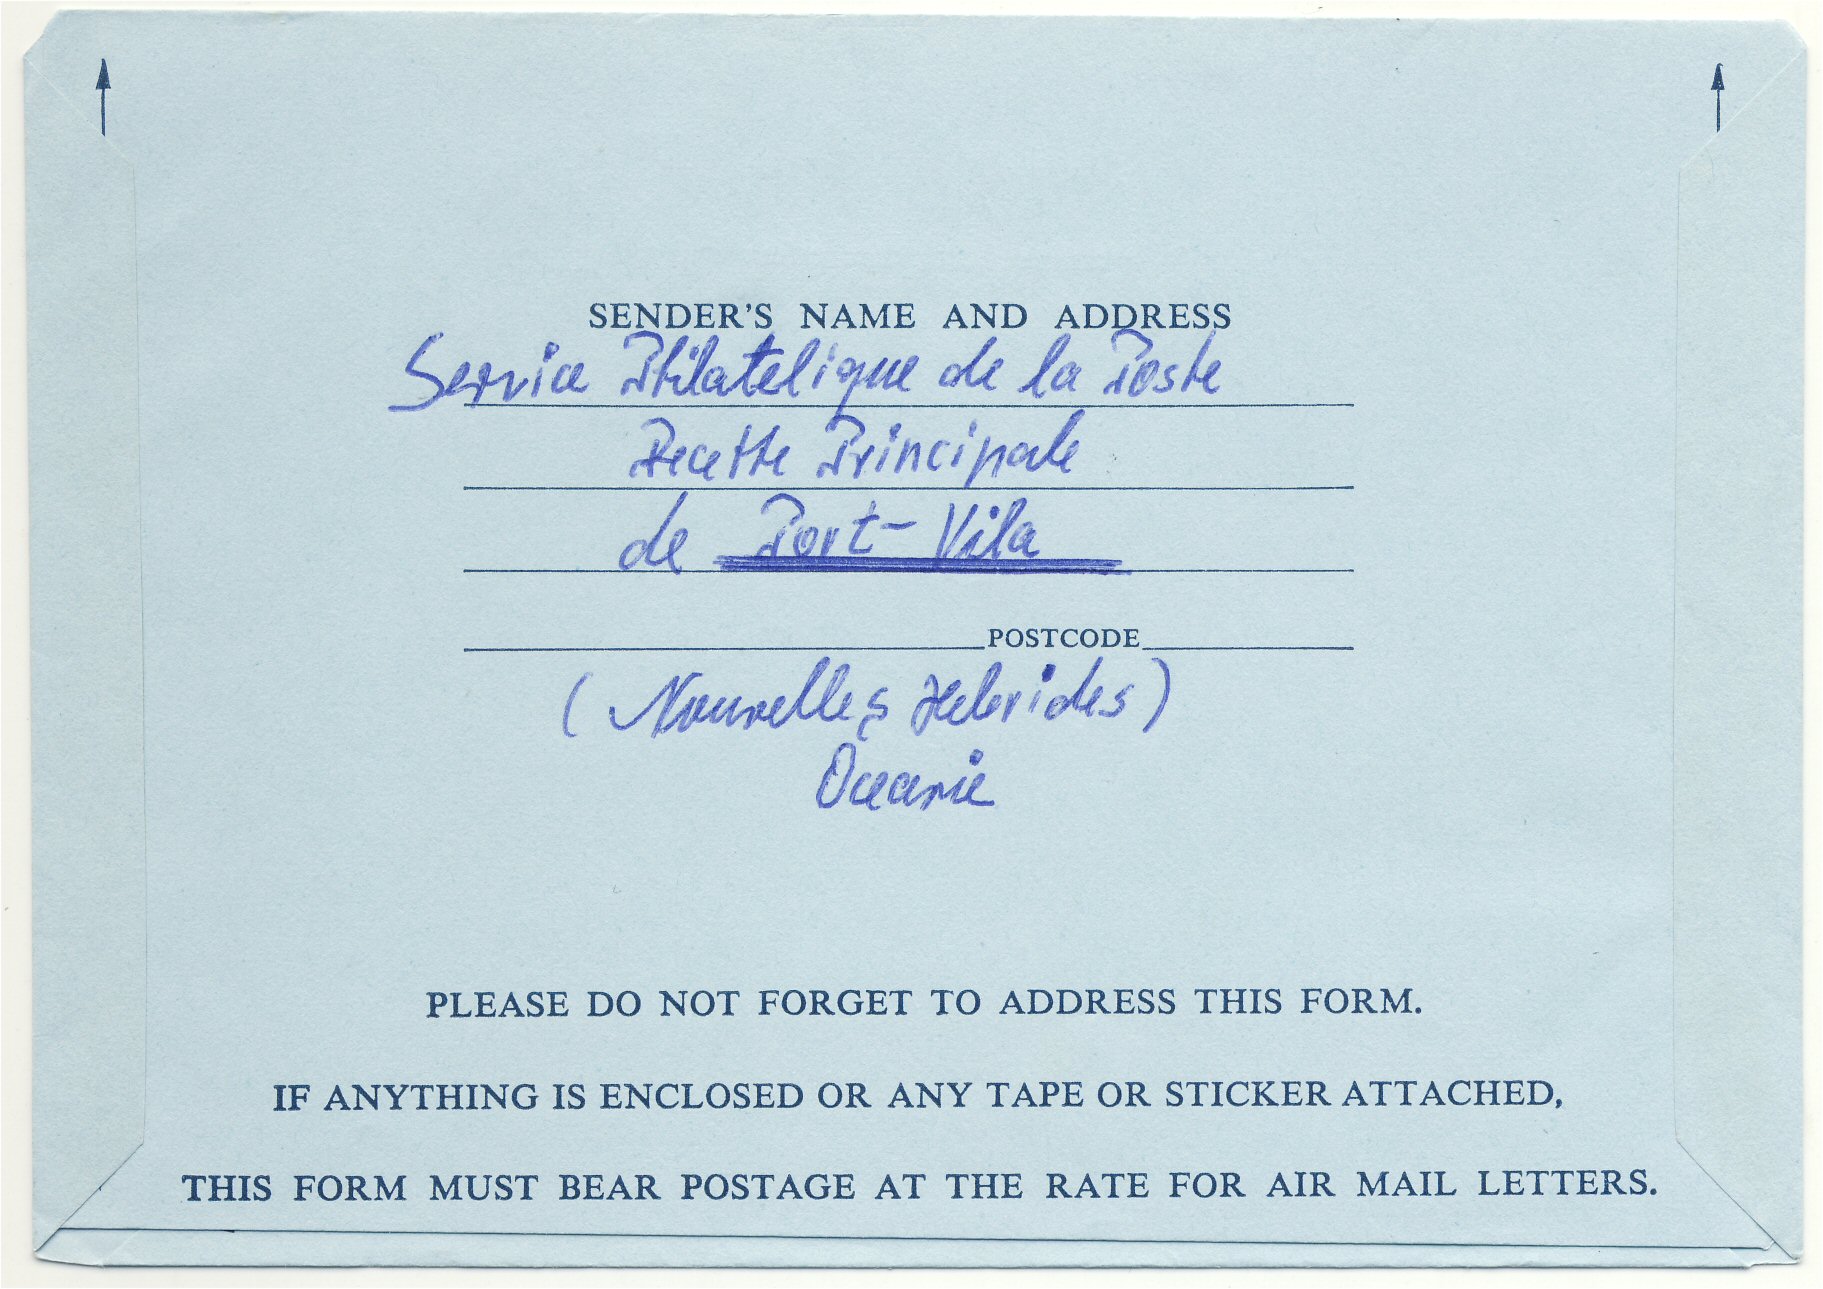 SENDER'S NAME AND ADDRESS
Service Philatelique de la Poste
Recette Principale
de Port-Vila
POSTCODE
(Nouvelles Hebrides)
Oceanie
PLEASE DO NOT FORGET TO ADDRESS THIS FORM.
IF ANYTHING IS ENCLOSED OR ANY TAPE OR STICKER ATTACHED,
THIS FORM MUST BEAR POSTAGE AT THE RATE FOR AIR MAIL LETTERS.